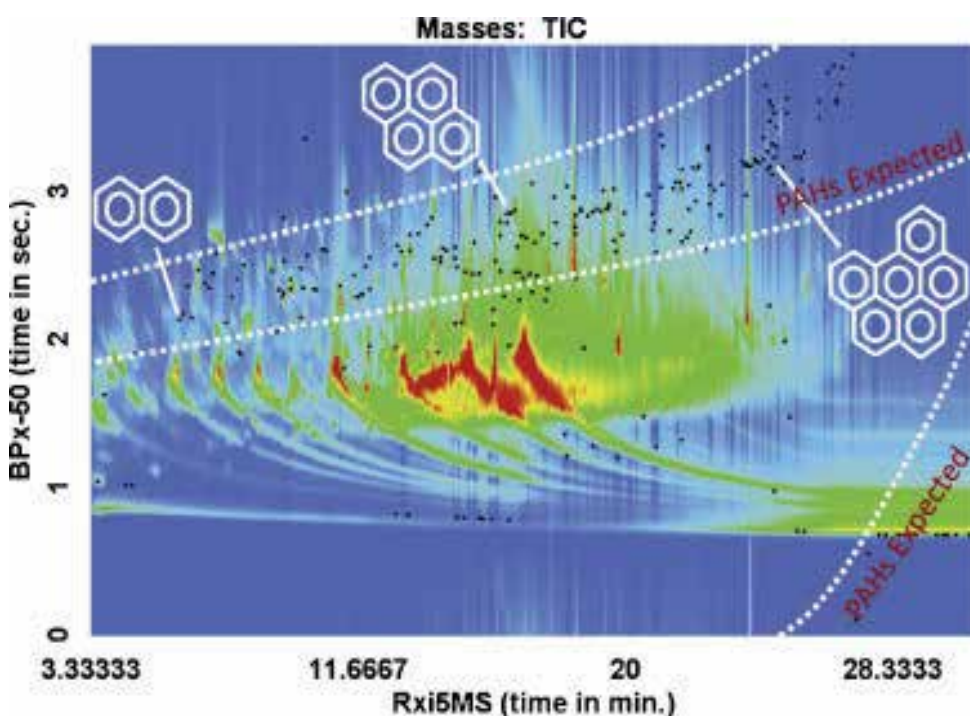 Masses: TIC
PAHs Expected
PAHs Expected
BPx-50 (time in sec.)
3
2
1
0
3.33333 11.6667 20 28.3333
Rxi5MS (time in min.)